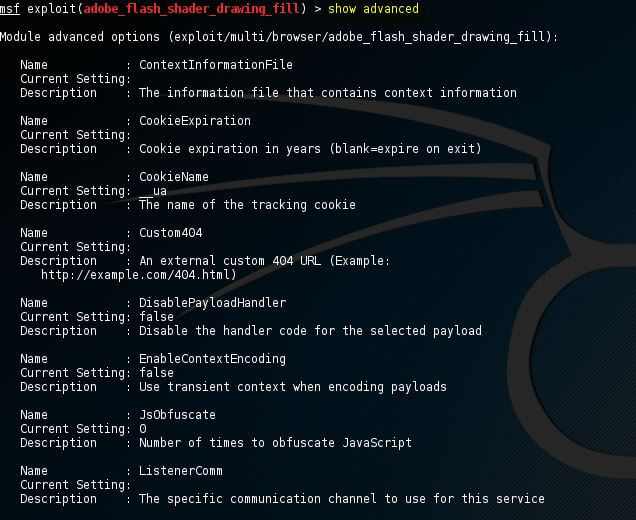 msf exploit(adobe_flash_shader_drawing_fill) > show advanced
Module advanced options (exploit/multi/browser/adobe_flash_shader_drawing_fill):
Name : ContextInformationFile
Current Setting:
Description : The information file that contains context information
Name : CookieExpiration
Current Setting:
Description : Cookie expiration in years (blank=expire on exit)
Name : CookieName
Current Setting: __ua
Description : The name of the tracking cookie
Name : Custom404
Current Setting:
Description : An external custom 404 URL (Example:
http://example.com/404.html)
Name : DisablePayloadHandler
Current Setting: false
Description : Disable the handler code for the selected payload
Name : EnableContextEncoding
Current Setting: false
Description : Use transient context when encoding payloads
Name : JsObfuscate
Current Setting: 0
Description : Number of times to obfuscate JavaScript
Name : ListenerComm
Current Setting:
Description : The specific communication channel to use for this service